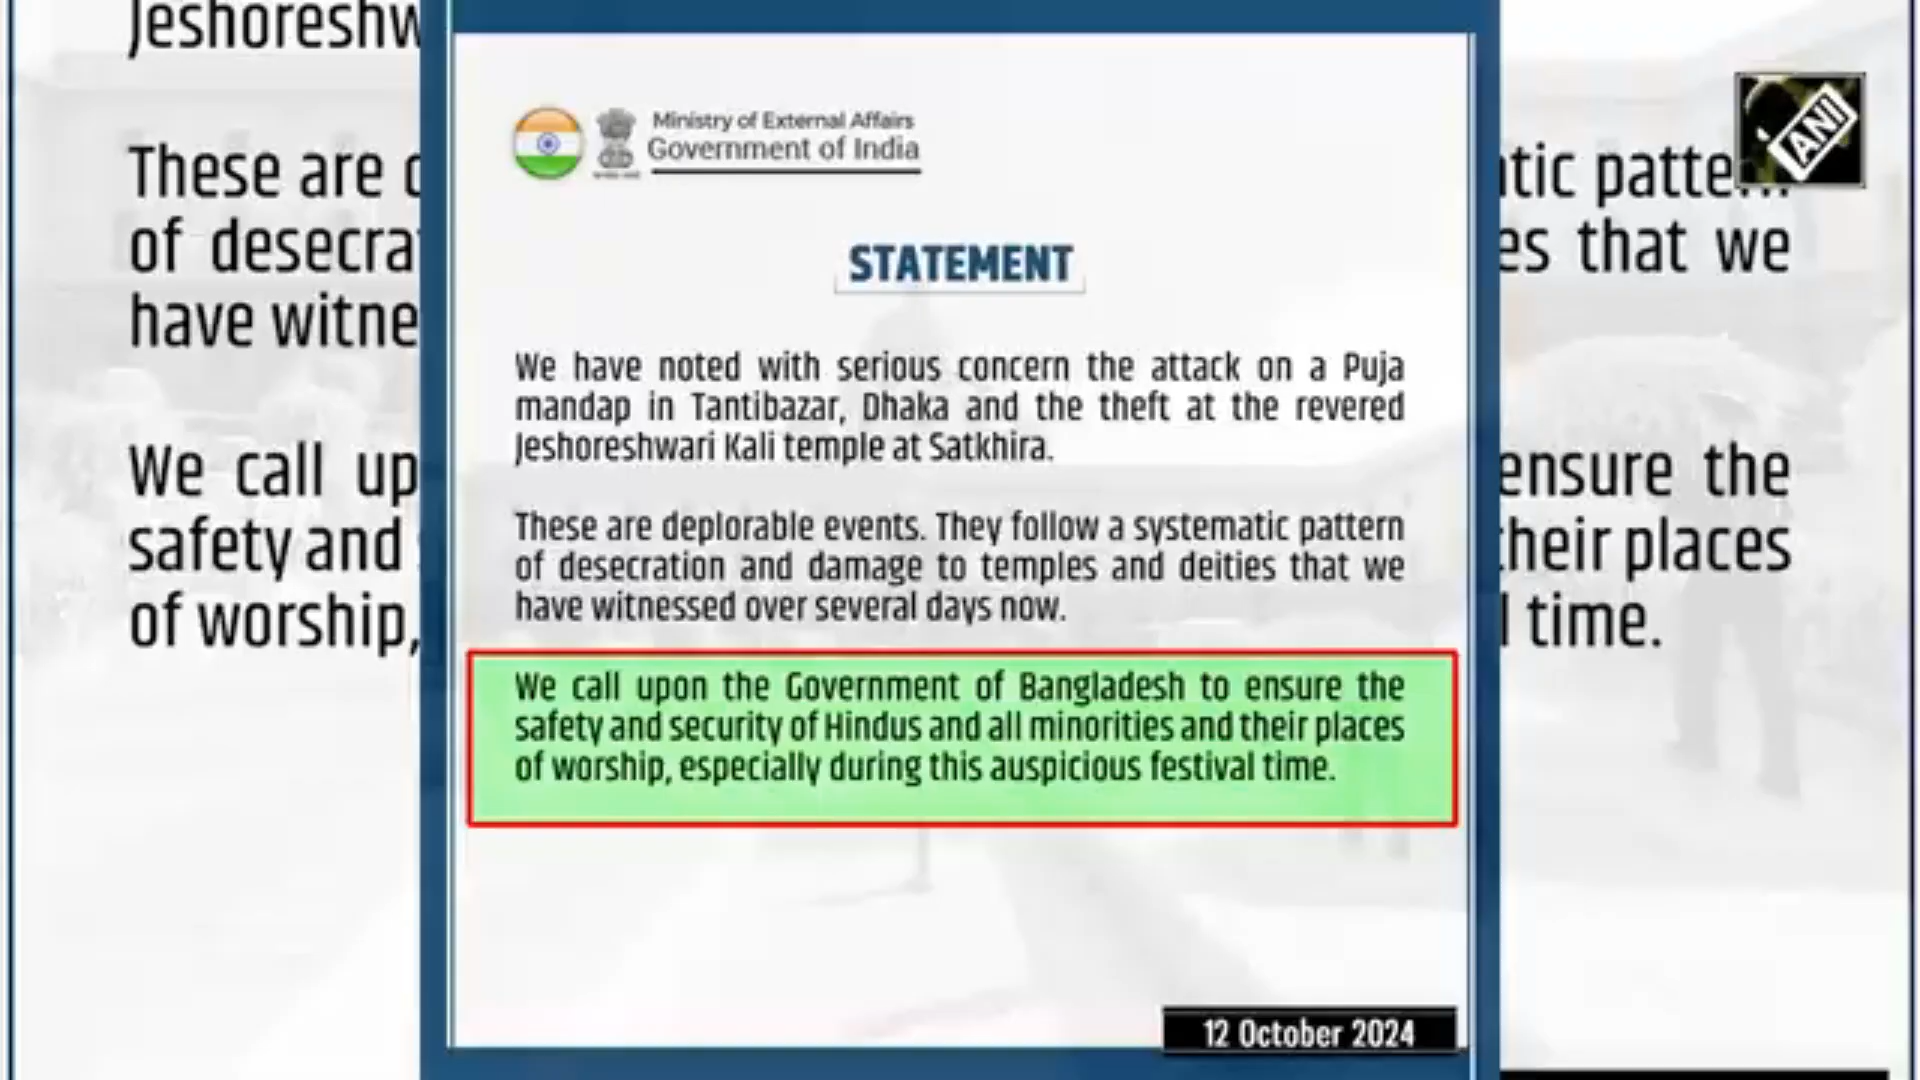 Jeshoreshw
These are
of desecra
have witne
We call up
safety and
of worship,
Ministry of External Affairs
Government of India
STATEMENT
We have noted with serious concern the attack on a Puja
mandap in Tantibazar, Dhaka and the theft at the revered
Jeshoreshwari Kali temple at Satkhira.
These are deplorable events. They follow a systematic pattern
of desecration and damage to temples and deities that we
have witnessed over several days now.
We call upon the Government of Bangladesh to ensure the
safety and security of Hindus and all minorities and their places
of worship, especially during this auspicious festival time.
12 October 2024
ANI
tic pattern
es that we
ensure the
their places
l time.